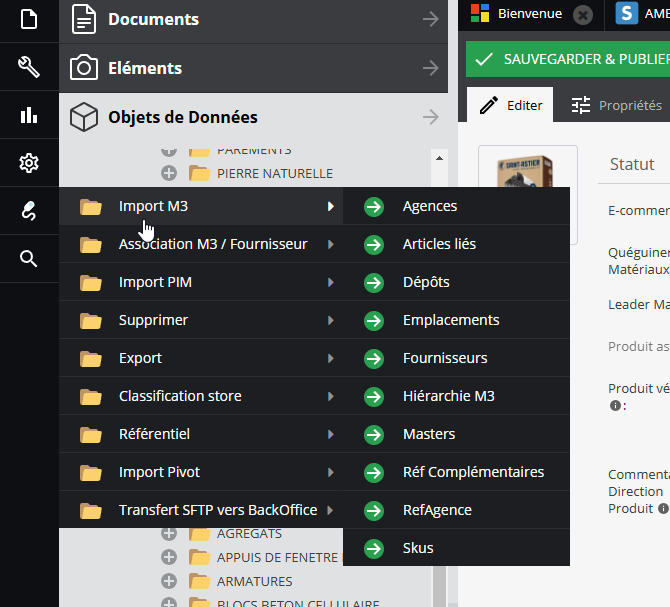 Documents
Eléments
Objets de Données
PAREMENTS
PIERRE NATURELLE
Import M3
Association M3 / Fournisseur
Import PIM
Supprimer
Export
Classification store
Référentiel
Import Pivot
Transfert SFTP vers BackOffice
Agences
Articles liés
Dépôts
Emplacements
Fournisseurs
Hiérarchie M3
Masters
Réf Complémentaires
RefAgence
Skus
AGREGATS
APPUIS DE FENETRE
ARMATURES
BLOCS BETON CELLULAIRE
Bienvenue
AME
SAUVEGARDER & PUBLIER
Editer
Propriétés
SAINT-ASTIER
Statut
E-commer
Quéguiner
Matériaux
Leader Ma
Produit as
Produit vé
:
Commenta
Direction
Produit